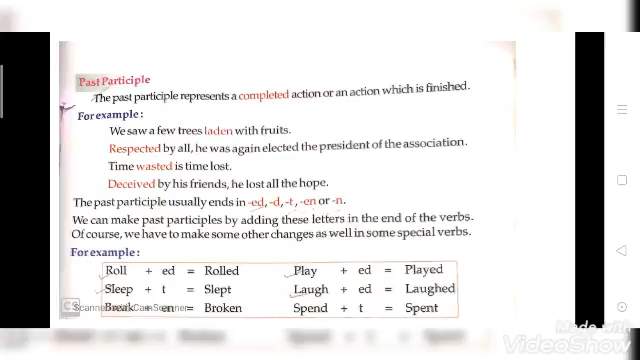 Past Participle
The past participle represents a completed action or an action which is finished.
For example:
We saw a few trees laden with fruits.
Respected by all, he was again elected the president of the association.
Time wasted is time lost.
Deceived by his friends, he lost all the hope.
The past participle usually ends in -ed, -d, -t, -en or -n.
We can make past participles by adding these letters in the end of the verbs.
Of course, we have to make some other changes as well in some special verbs.
For example:
Roll + ed = Rolled Play + ed = Played
Sleep + t = Slept Laugh + ed = Laughed
Break + en = Broken Spend + t = Spent
CS Scanned with CamScanner
Made with
VideoShow